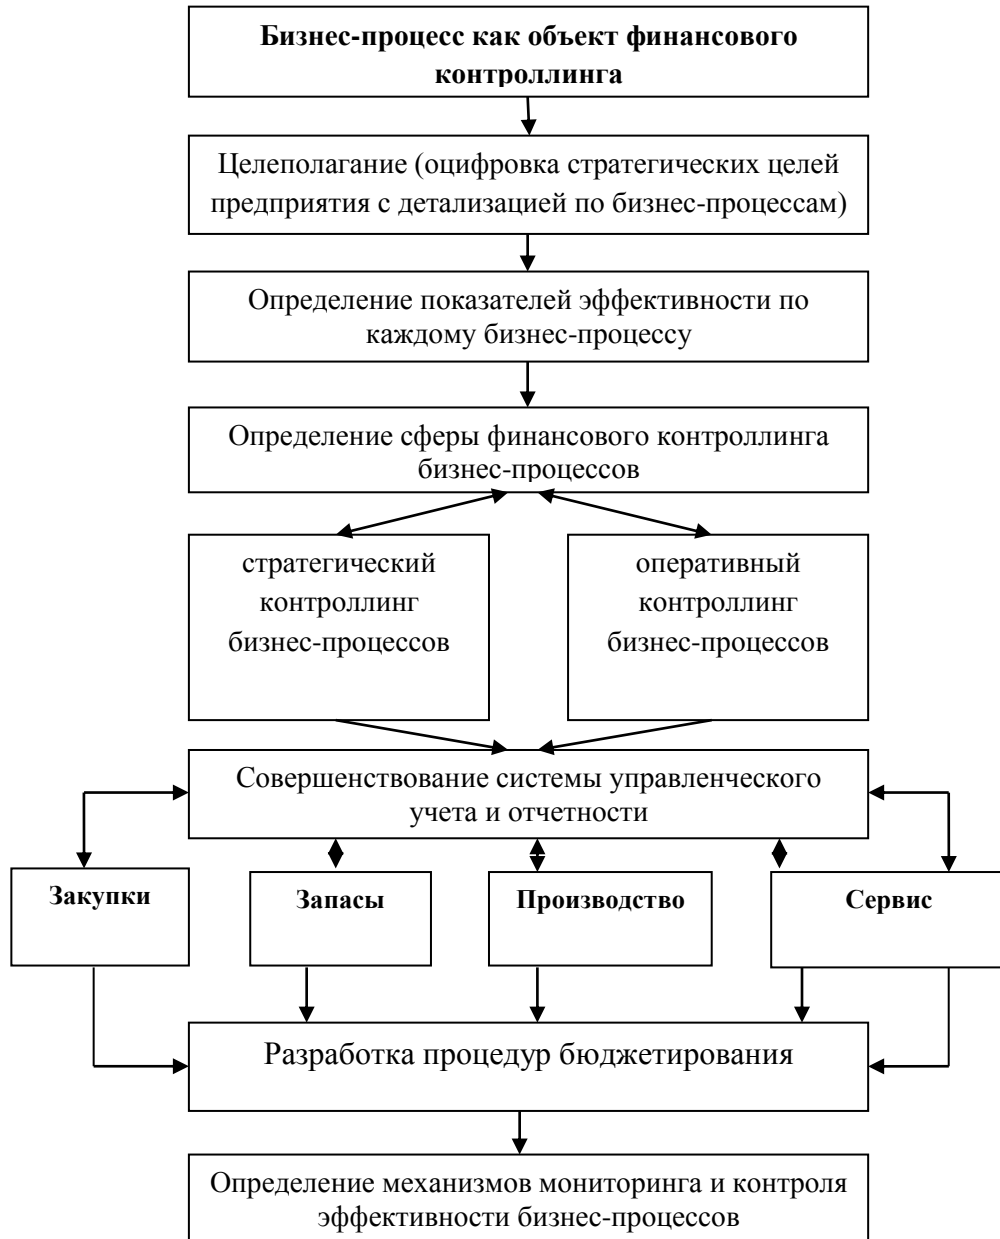 Бизнес-процесс как объект финансового
контроллинга
Целеполагание (оцифровка стратегических целей
предприятия с детализацией по бизнес-процессам)
Определение показателей эффективности по
каждому бизнес-процессу
Определение сферы финансового контроллинга
бизнес-процессов
стратегический
контроллинг
бизнес-процессов
оперативный
контроллинг
бизнес-процессов
Совершенствование системы управленческого
учета и отчетности
Закупки
Запасы
Производство
Сервис
Разработка процедур бюджетирования
Определение механизмов мониторинга и контроля
эффективности бизнес-процессов